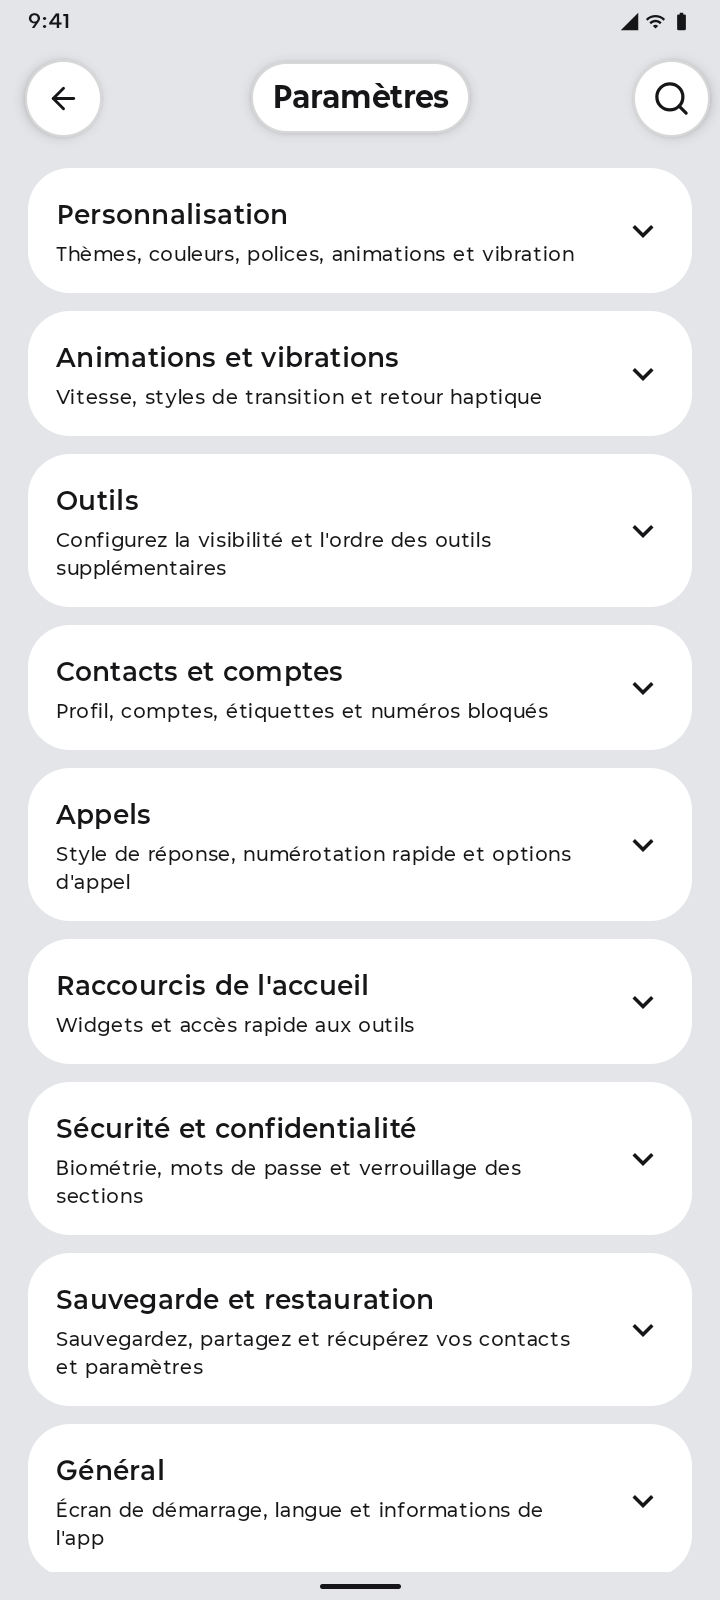 9:41
Paramètres
Personnalisation
Thèmes, couleurs, polices, animations et vibration
Animations et vibrations
Vitesse, styles de transition et retour haptique
Outils
Configurez la visibilité et l'ordre des outils
supplémentaires
Contacts et comptes
Profil, comptes, étiquettes et numéros bloqués
Appels
Style de réponse, numérotation rapide et options
d'appel
Raccourcis de l'accueil
Widgets et accès rapide aux outils
Sécurité et confidentialité
Biométrie, mots de passe et verrouillage des
sections
Sauvegarde et restauration
Sauvegardez, partagez et récupérez vos contacts
et paramètres
Général
Écran de démarrage, langue et informations de
l'app